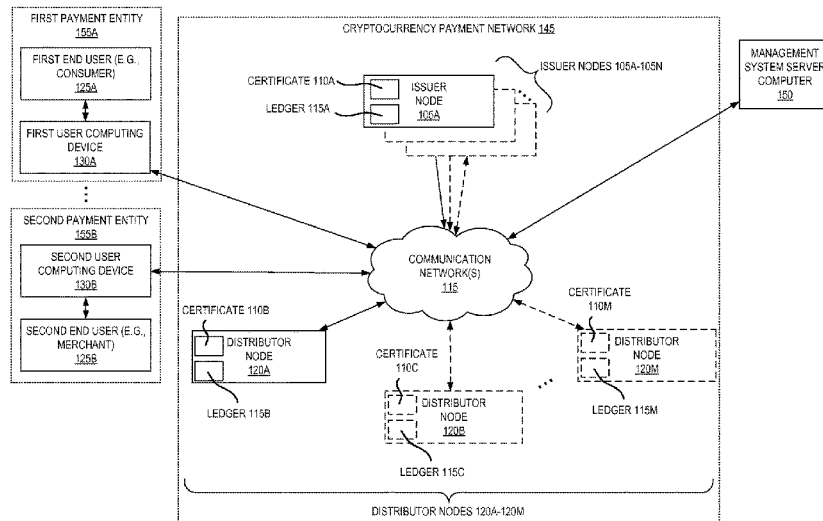 FIRST PAYMENT ENTITY
155A
FIRST END USER (E.G.,
CONSUMER)
125A
FIRST USER COMPUTING
DEVICE
130A
SECOND PAYMENT ENTITY
155B
SECOND USER
COMPUTING DEVICE
130B
SECOND END USER (E.G.,
MERCHANT)
125B
CRYPTOCURRENCY PAYMENT NETWORK 145
CERTIFICATE 110A
LEDGER 115A
ISSUER
NODE
105A
ISSUER NODES 105A-105N
MANAGEMENT
SYSTEM SERVER
COMPUTER
150
COMMUNICATION
NETWORK(S)
115
CERTIFICATE 110B
DISTRIBUTOR
NODE
120A
LEDGER 115B
CERTIFICATE
110C
DISTRIBUTOR
NODE
120B
LEDGER 115C
CERTIFICATE
110M
DISTRIBUTOR
NODE
120M
LEDGER 115M
DISTRIBUTOR NODES 120A-120M